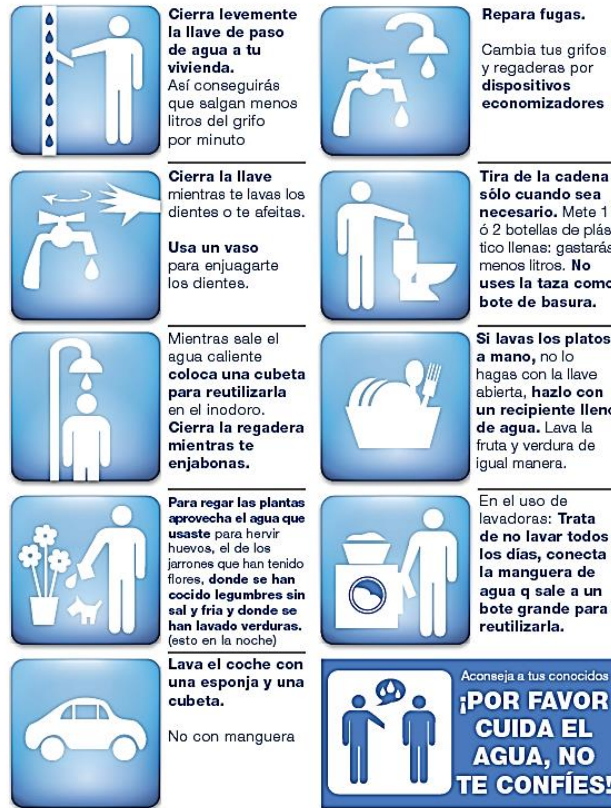 Cierra levemente
la llave de paso
de agua a tu
vivienda.
Así conseguirás
que salgan menos
litros del grifo
por minuto
Repara fugas.
Cambia tus grifos
y regaderas por
dispositivos
economizadores
Cierra la llave
mientras te lavas los
dientes o te afeitas.
Usa un vaso
para enjuagarte
los dientes.
Tira de la cadena
sólo cuando sea
necesario. Mete 1
ó 2 botellas de plás
tico llenas: gastarás
menos litros. No
uses la taza como
bote de basura.
Mientras sale el
agua caliente
coloca una cubeta
para reutilizarla
en el inodoro.
Cierra la regadera
mientras te
enjabonas.
Si lavas los platos
a mano, no lo
hagas con la llave
abierta, hazlo con
un recipiente lleno
de agua. Lava la
fruta y verdura de
igual manera.
Para regar las plantas
aprovecha el agua que
usaste para hervir
huevos, el de los
jarrones que han tenido
flores, donde se han
cocido legumbres sin
sal y fria y donde se
han lavado verduras.
(esto en la noche)
En el uso de
lavadoras: Trata
de no lavar todos
los días, conecta
la manguera de
agua q sale a un
bote grande para
reutilizarla.
Lava el coche con
una esponja y una
cubeta.
No con manguera
Aconseja a tus conocidos
¡POR FAVOR
CUIDA EL
AGUA, NO
TE CONFÍES!